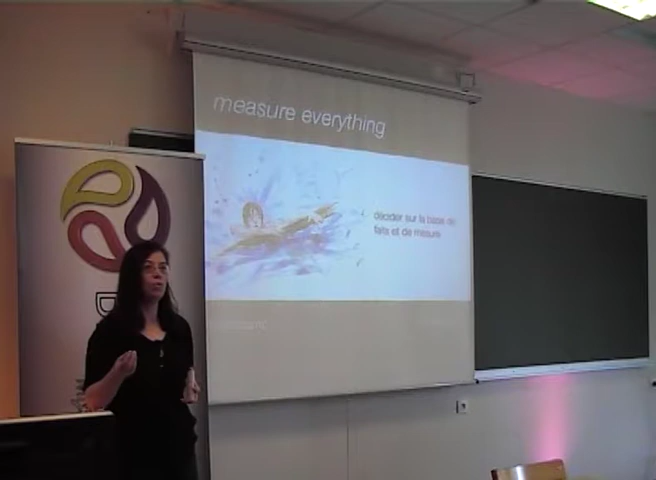 measure everything
décider sur la base de
faits et de mesure